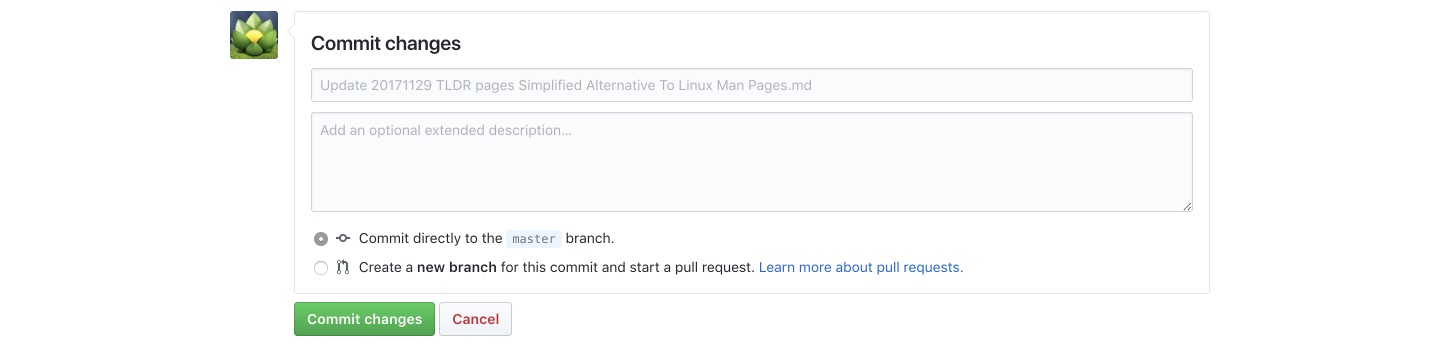 Commit changes
Update 20171129 TLDR pages Simplified Alternative To Linux Man Pages.md
Add an optional extended description...
Commit directly to the master branch.
Create a new branch for this commit and start a pull request. Learn more about pull requests.
Commit changes Cancel